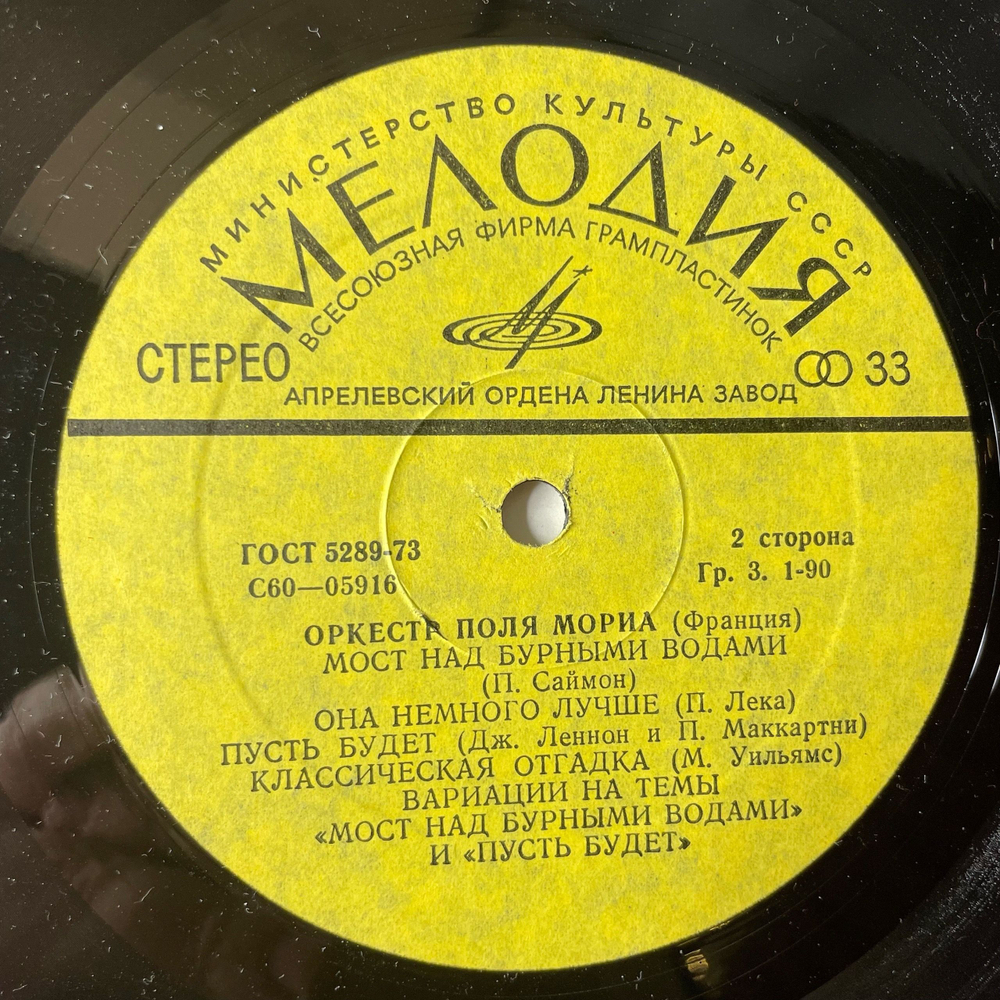 МИНИСТЕРСТВО КУЛЬТУРЫ СССР
МЕЛОДИЯ
ВСЕСОЮЗНАЯ ФИРМА ГРАМПЛАСТИНОК
СТЕРЕО
33
АПРЕЛЕВСКИЙ ОРДЕНА ЛЕНИНА ЗАВОД
ГОСТ 5289-73
С60—05916
2 сторона
Гр. 3. 1-90
ОРКЕСТР ПОЛЯ МОРИА (Франция)
МОСТ НАД БУРНЫМИ ВОДАМИ
(П. Саймон)
ОНА НЕМНОГО ЛУЧШЕ (П. Лека)
ПУСТЬ БУДЕТ (Дж. Леннон и П. Маккартни)
КЛАССИЧЕСКАЯ ОТГАДКА (М. Уильямс)
ВАРИАЦИИ НА ТЕМЫ
«МОСТ НАД БУРНЫМИ ВОДАМИ»
И «ПУСТЬ БУДЕТ»